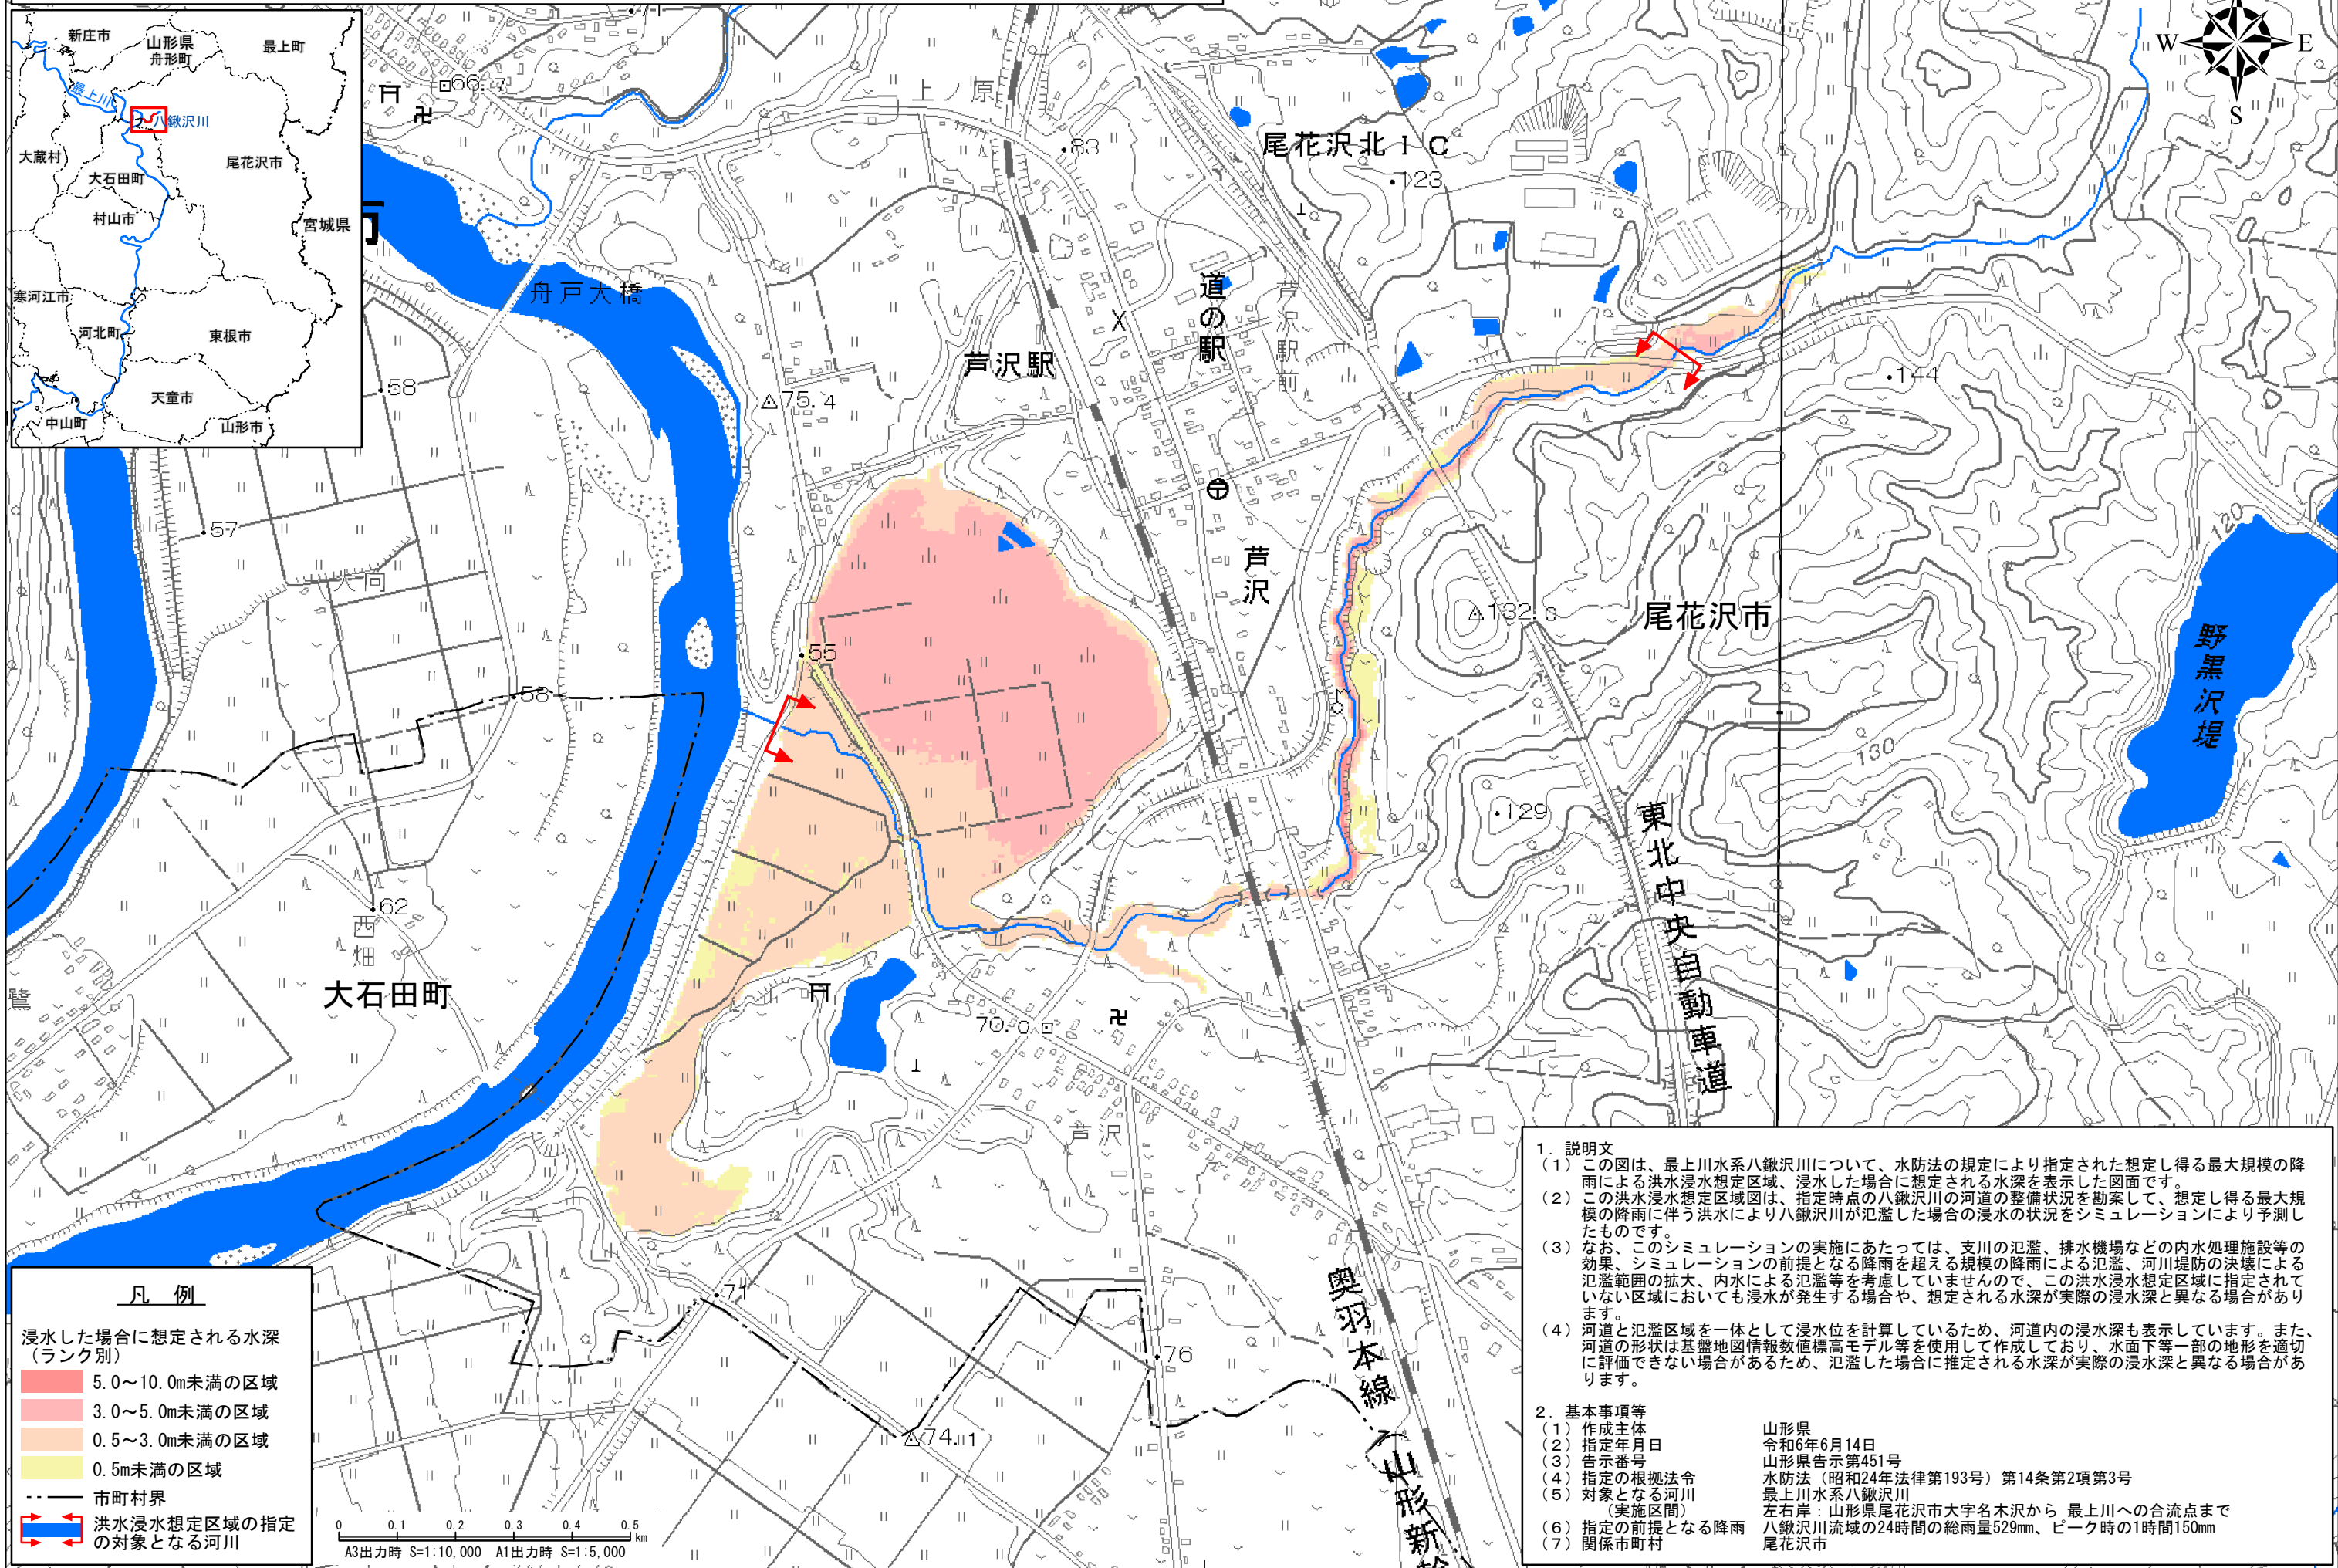 新庄市
山形県
舟形町
最上町
最上川
八鍬沢川
大蔵村
尾花沢市
大石田町
村山市
宮城県
寒河江市
河北町
東根市
天童市
中山町
山形市
W
E
S
66.7
上ノ原
83
尾花沢北IC
123
市
舟戸大橋
道の駅
芦沢駅前
芦沢駅
75.4
58
144
57
大向
芦沢
120
132.0
尾花沢市
野黒沢堤
55
58
130
129
東北中央自動車道
62
西畑
鷺
大石田町
70.0
芦沢
71
76
74.1
奥羽本線
(山形新幹
凡 例
浸水した場合に想定される水深
（ランク別）
5.0～10.0m未満の区域
3.0～5.0m未満の区域
0.5～3.0m未満の区域
0.5m未満の区域
市町村界
洪水浸水想定区域の指定
の対象となる河川
0 0.1 0.2 0.3 0.4 0.5
km
A3出力時 S=1:10,000 A1出力時 S=1:5,000
1．説明文
（1）この図は、最上川水系八鍬沢川について、水防法の規定により指定された想定し得る最大規模の降
雨による洪水浸水想定区域、浸水した場合に想定される水深を表示した図面です。
（2）この洪水浸水想定区域図は、指定時点の八鍬沢川の河道の整備状況を勘案して、想定し得る最大規
模の降雨に伴う洪水により八鍬沢川が氾濫した場合の浸水の状況をシミュレーションにより予測し
たものです。
（3）なお、このシミュレーションの実施にあたっては、支川の氾濫、排水機場などの内水処理施設等の
効果、シミュレーションの前提となる降雨を超える規模の降雨による氾濫、河川堤防の決壊による
氾濫範囲の拡大、内水による氾濫等を考慮していませんので、この洪水浸水想定区域に指定されて
いない区域においても浸水が発生する場合や、想定される水深が実際の浸水深と異なる場合があり
ます。
（4）河道と氾濫区域を一体として浸水位を計算しているため、河道内の浸水深も表示しています。また、
河道の形状は基盤地図情報数値標高モデル等を使用して作成しており、水面下等一部の地形を適切
に評価できない場合があるため、氾濫した場合に推定される水深が実際の浸水深と異なる場合があ
ります。
2．基本事項等
（1）作成主体 山形県
（2）指定年月日 令和6年6月14日
（3）告示番号 山形県告示第451号
（4）指定の根拠法令 水防法（昭和24年法律第193号）第14条第2項第3号
（5）対象となる河川 最上川水系八鍬沢川
（実施区間） 左右岸：山形県尾花沢市大字名木沢から 最上川への合流点まで
（6）指定の前提となる降雨 八鍬沢川流域の24時間の総雨量529mm、ピーク時の1時間150mm
（7）関係市町村 尾花沢市